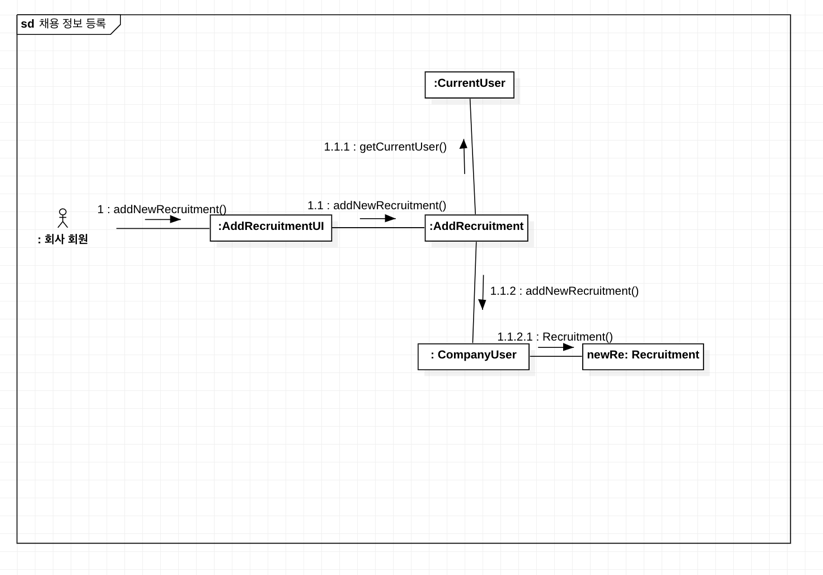 sd 채용 정보 등록
:CurrentUser
1.1.1 : getCurrentUser()
1 : addNewRecruitment()
1.1 : addNewRecruitment()
:AddRecruitmentUI
:AddRecruitment
: 회사 회원
1.1.2 : addNewRecruitment()
1.1.2.1 : Recruitment()
: CompanyUser
newRe: Recruitment